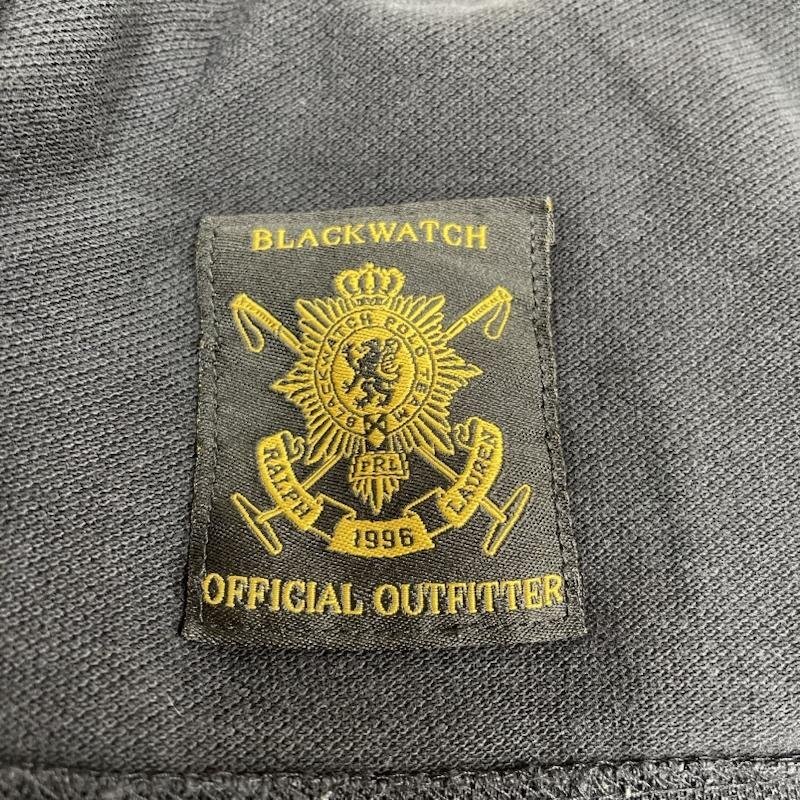 BLACKWATCH
BLACKWATCH POLO TEAM
PRL
RALPH LAUREN
1996
OFFICIAL OUTFITTER